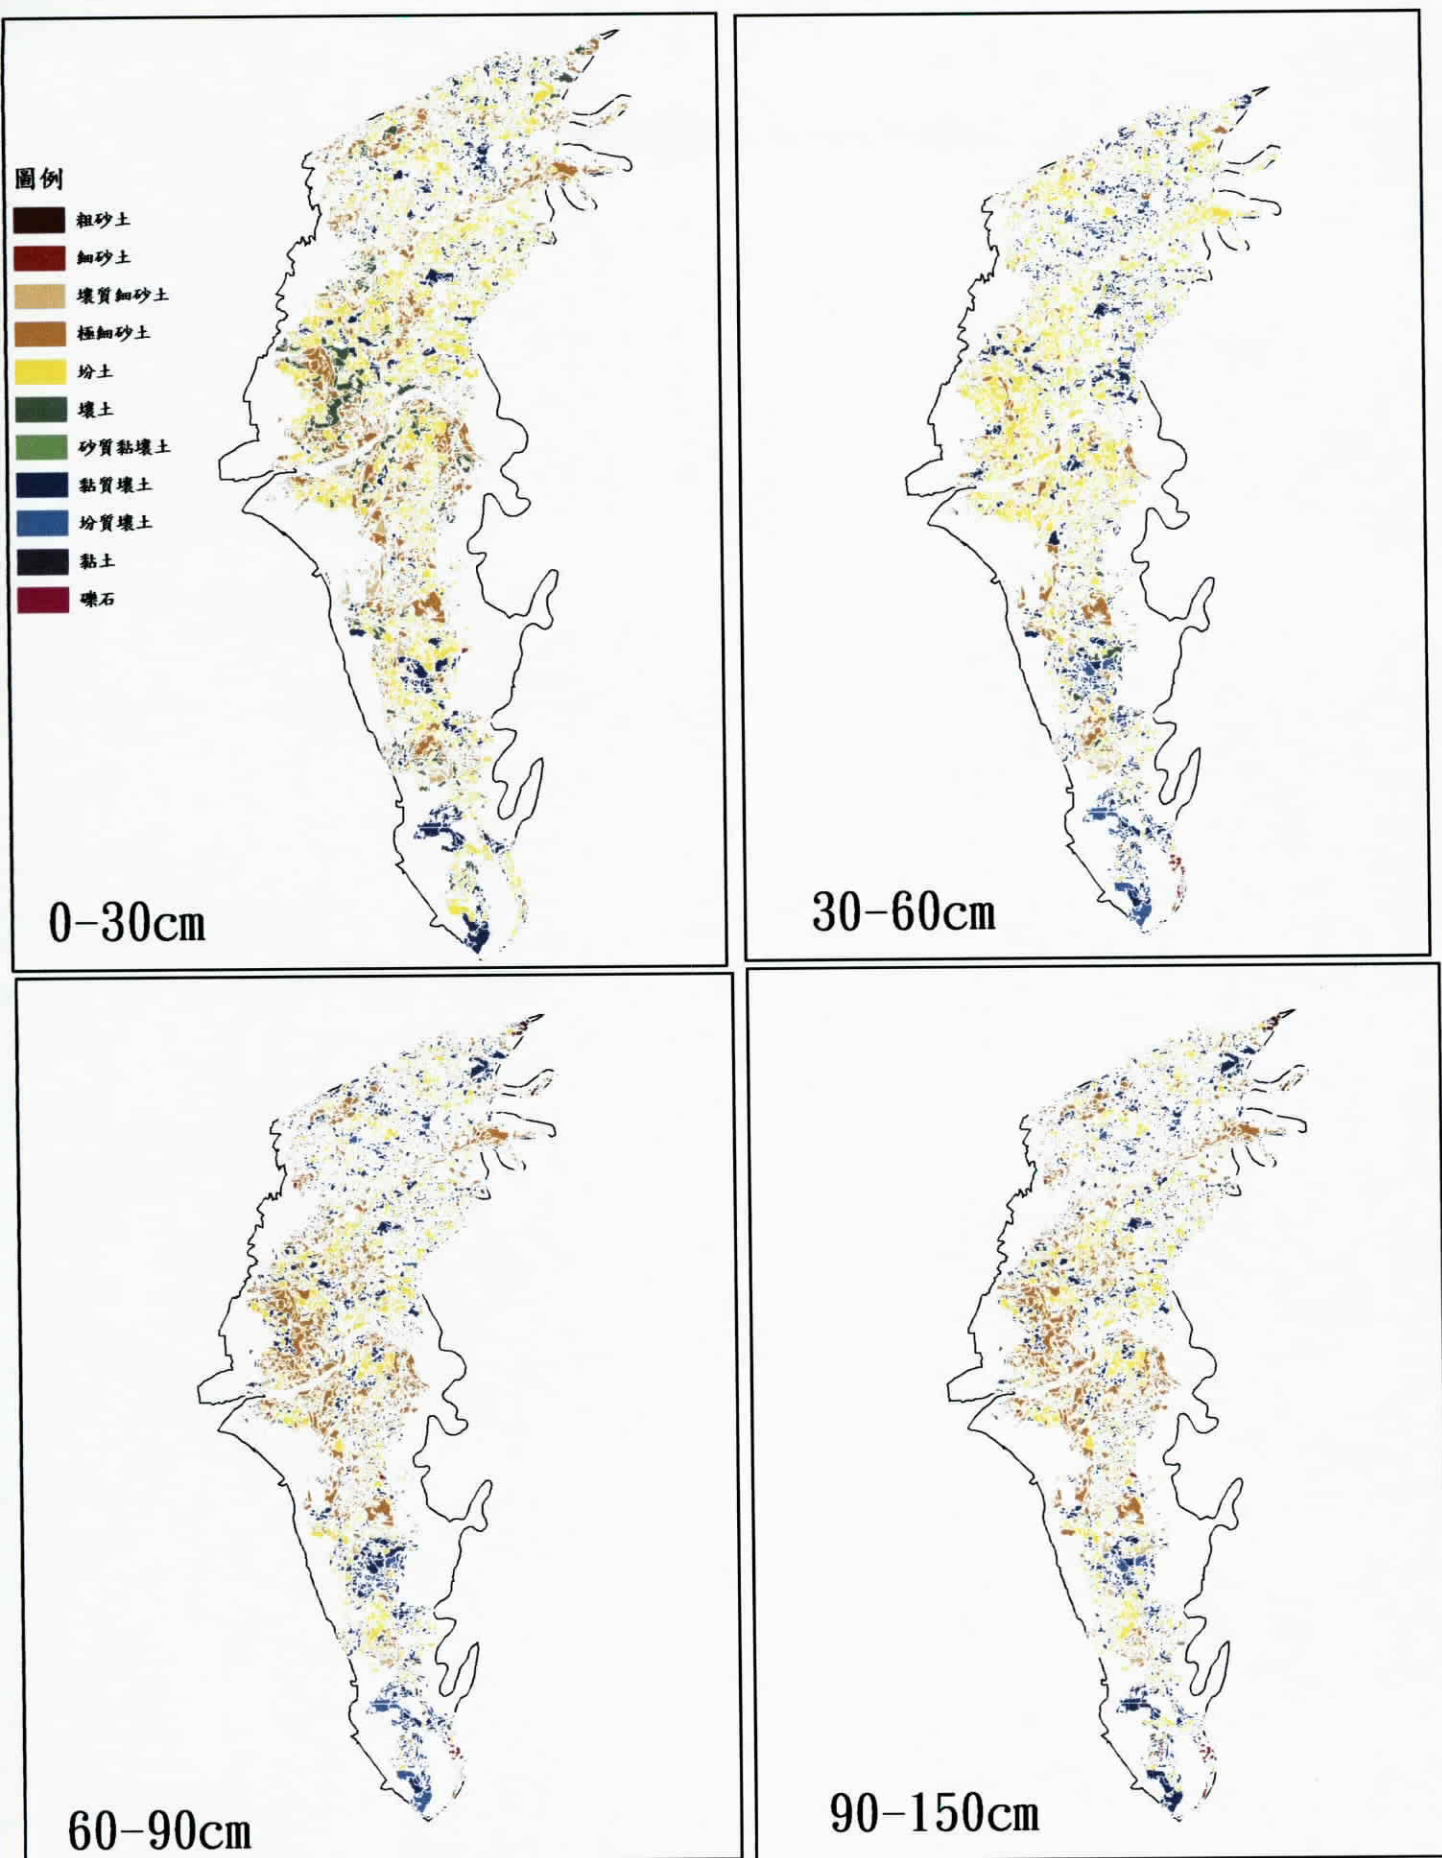 圖例
粗砂土
細砂土
壤質細砂土
極細砂土
坋土
壤土
砂質黏壤土
黏質壤土
坋質壤土
黏土
礫石
0-30cm
30-60cm
60-90cm
90-150cm